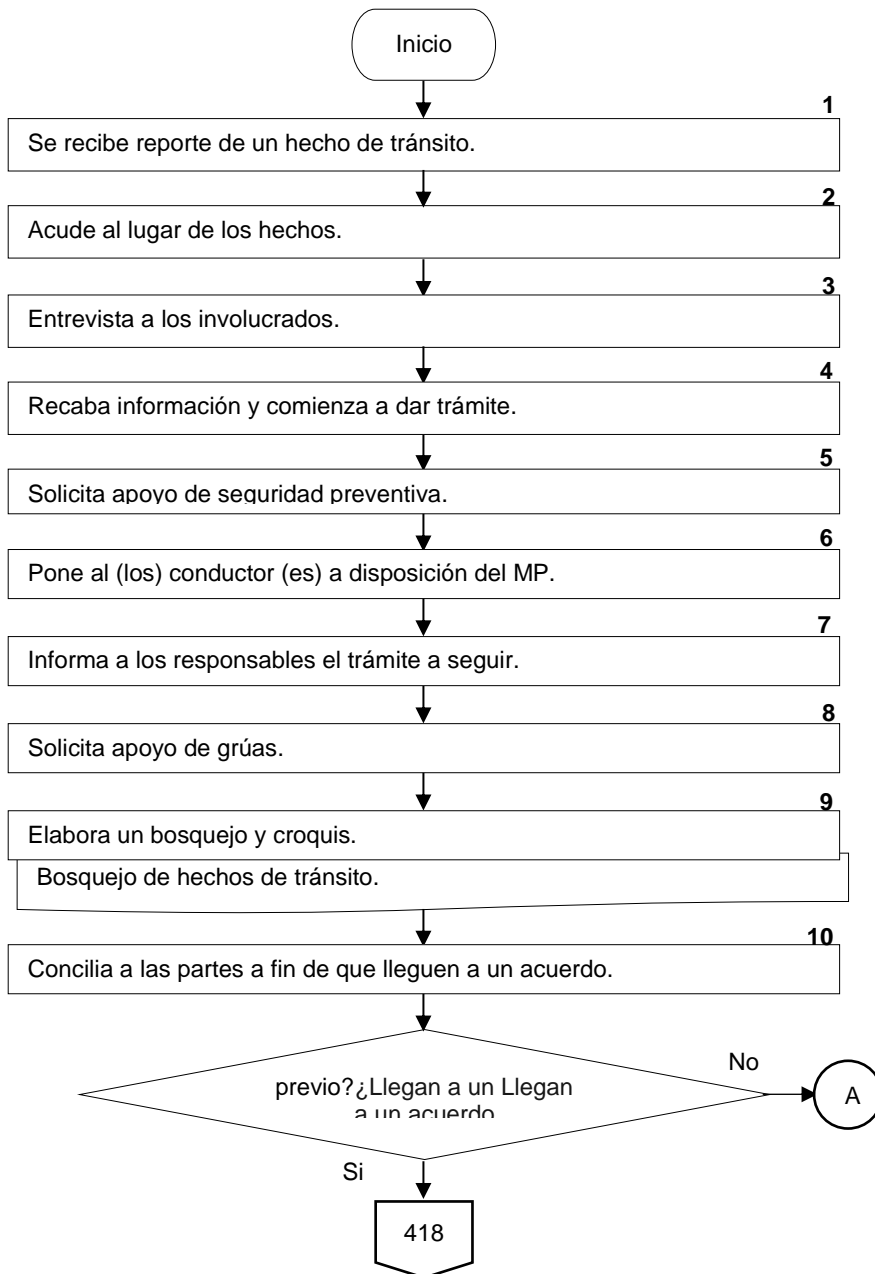 Inicio
1
Se recibe reporte de un hecho de tránsito.
2
Acude al lugar de los hechos.
3
Entrevista a los involucrados.
4
Recaba información y comienza a dar trámite.
5
Solicita apoyo de seguridad preventiva.
6
Pone al (los) conductor (es) a disposición del MP.
7
Informa a los responsables el trámite a seguir.
8
Solicita apoyo de grúas.
9
Elabora un bosquejo y croquis.
Bosquejo de hechos de tránsito.
10
Concilia a las partes a fin de que lleguen a un acuerdo.
previo?¿Llegan a un Llegan
a un acuerdo
No
A
Si
418